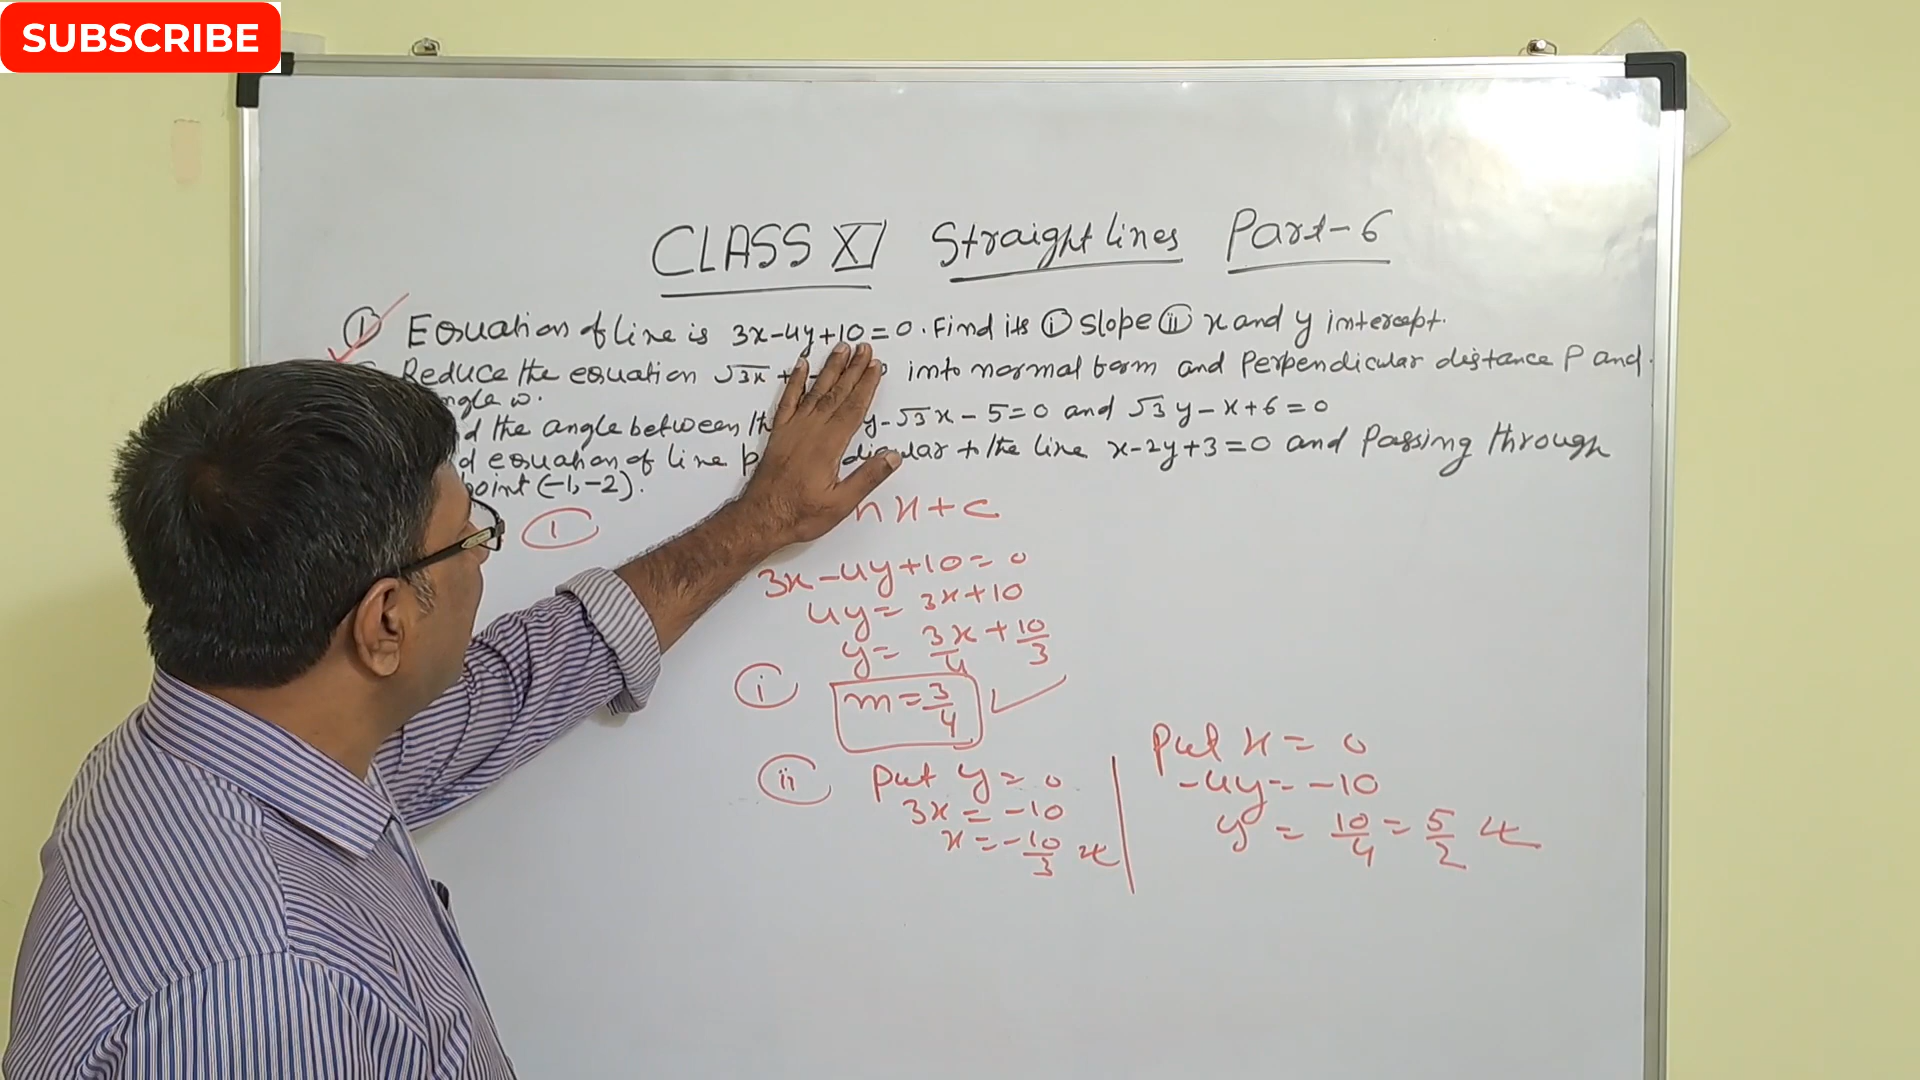 SUBSCRIBE
CLASS XI Straight lines Part-6
① Equation of line is 3x-4y+10=0. Find its ⓘ slope ⓘⓘ x and y intercept.
Reduce the equation √3x + into normal form and Perpendicular distance P and
angle ω.
the angle between the y-√3x-5=0 and √3y-x+6=0
equation of line to the line x-2y+3=0 and Passing through
point (-1,-2).
①
x+c
3x-4y+10=0
4y=3x+10
y=3x/4+10/3
ⓘ m=3/4
ⓘⓘ Put y=0
3x=-10
x=-10/3
Put x=0
-4y=-10
y=10/4=5/2